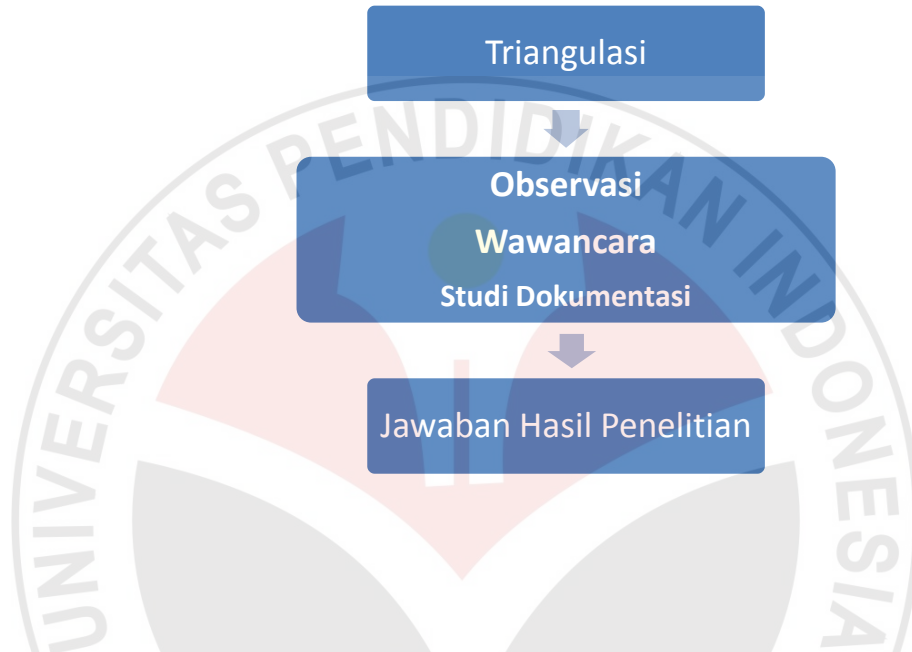 Triangulasi
Observasi
Wawancara
Studi Dokumentasi
Jawaban Hasil Penelitian
UNIVERSITAS PENDIDIKAN INDONESIA